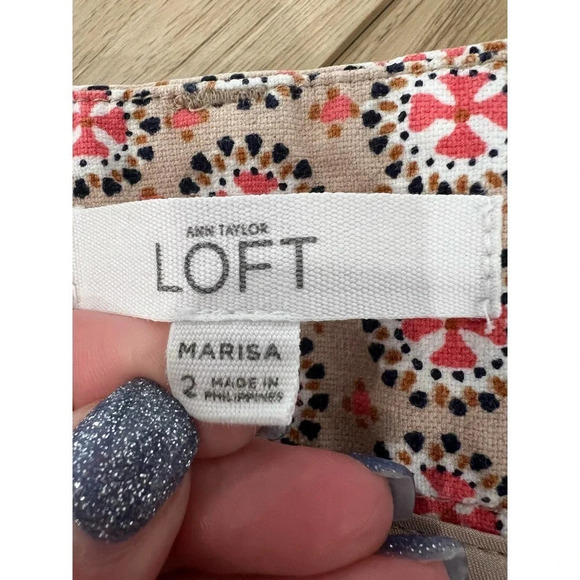 ANN TAYLOR
LOFT
MARISA
2 MADE IN
PHILIPPINES